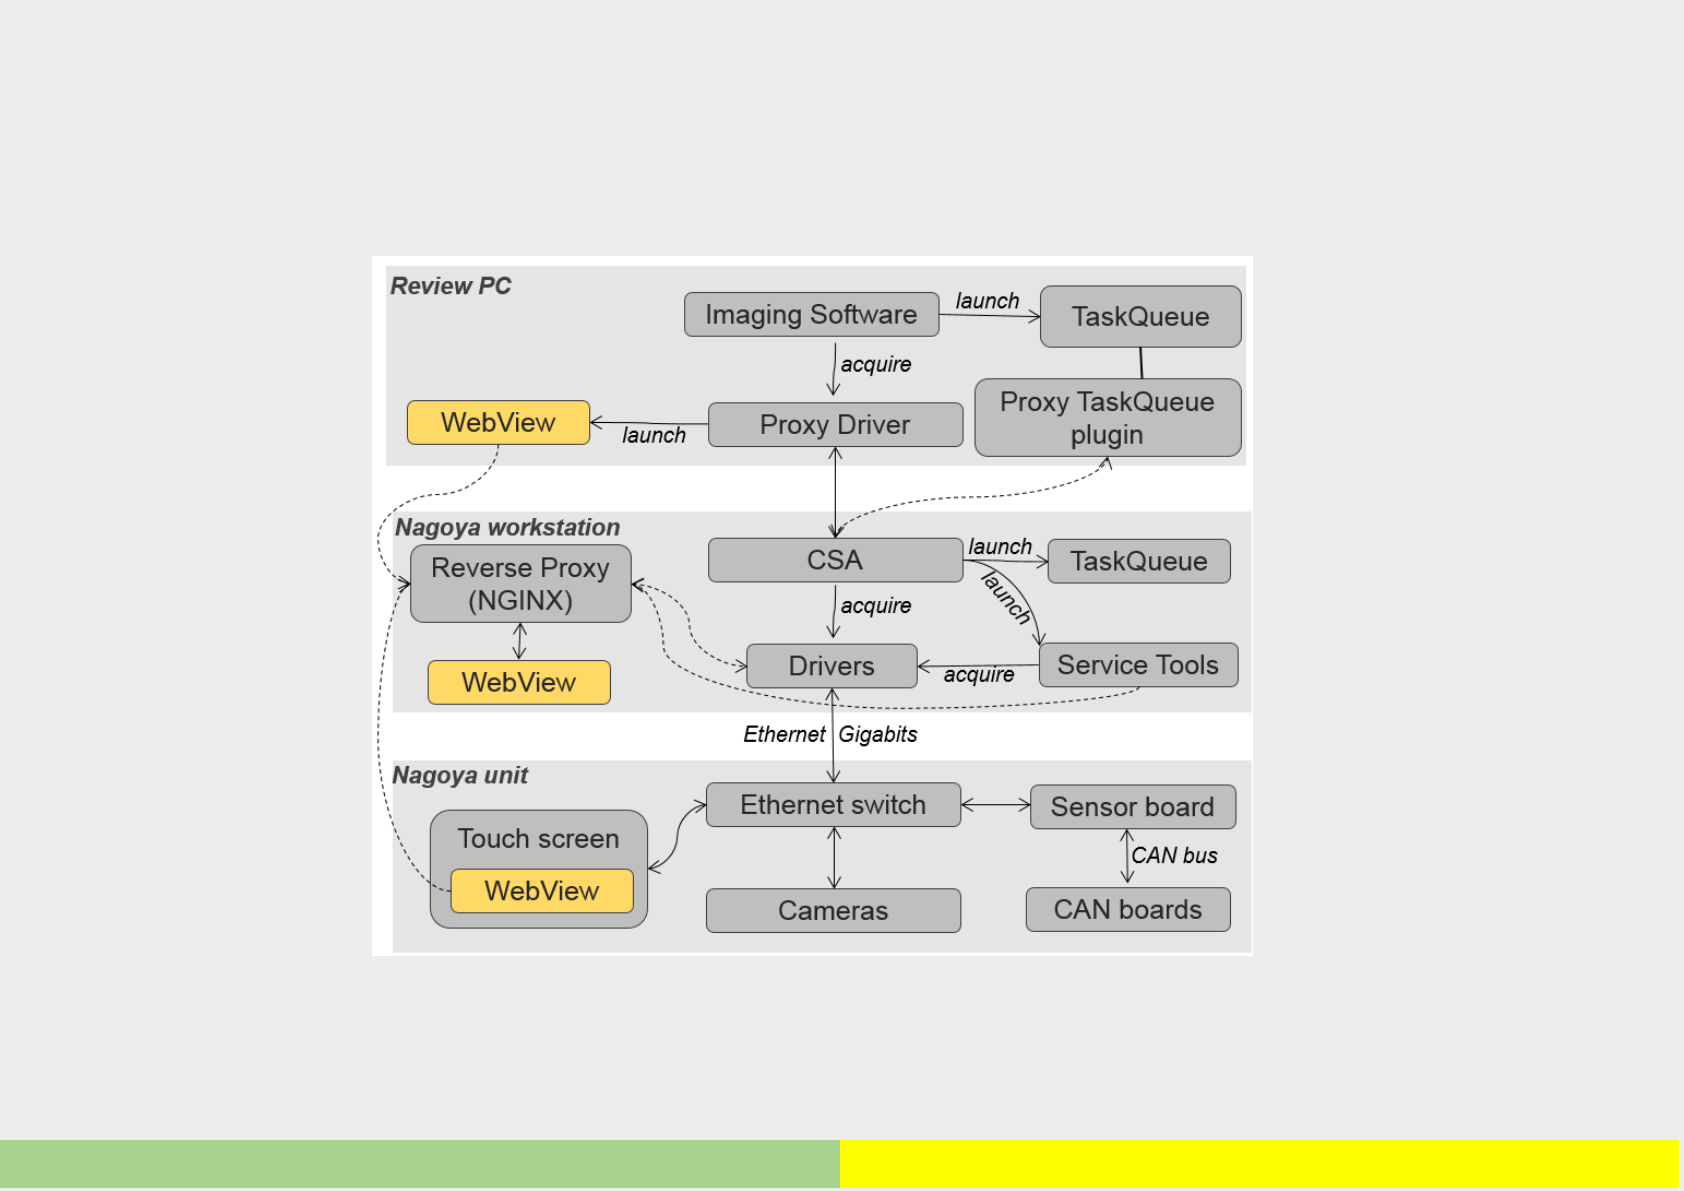 Review PC
Imaging Software
launch
TaskQueue
acquire
WebView
launch
Proxy Driver
Proxy TaskQueue
plugin
Nagoya workstation
Reverse Proxy
(NGINX)
CSA
launch
TaskQueue
launch
acquire
WebView
Drivers
acquire
Service Tools
Ethernet Gigabits
Nagoya unit
Touch screen
WebView
Ethernet switch
Sensor board
CAN bus
Cameras
CAN boards